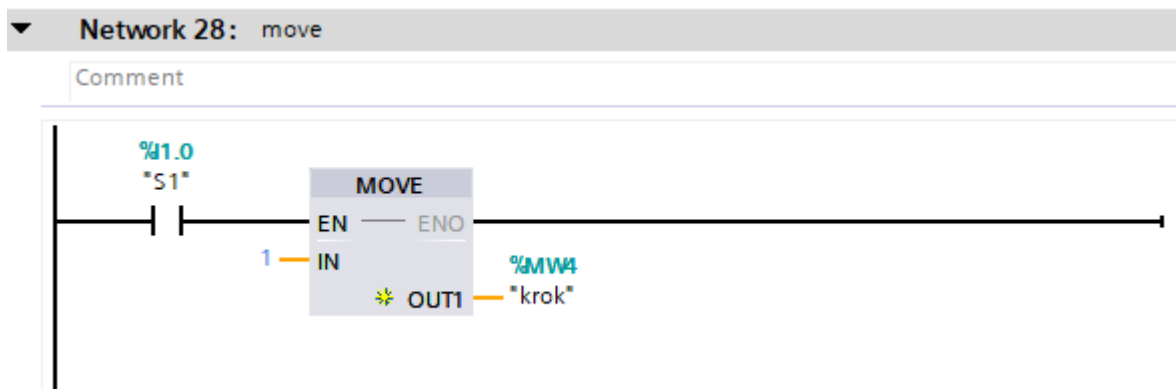 Network 28: move
Comment
%I1.0
"S1"
MOVE
EN ENO
1 IN
%MW4
OUT1 "krok"